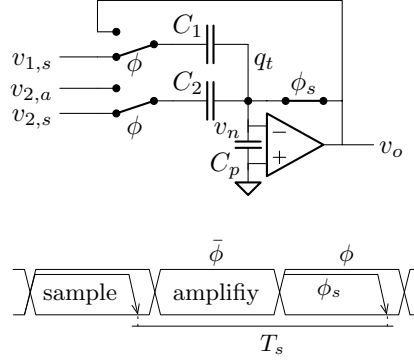 C₁
v₁,ₛ
ϕ
qₜ
C₂
ϕₛ
v₂,ₐ
v₂,ₛ
ϕ
vₙ
−
Cₚ
+
vₒ
ϕ̄ ϕ
sample amplifiy ϕₛ
Tₛ